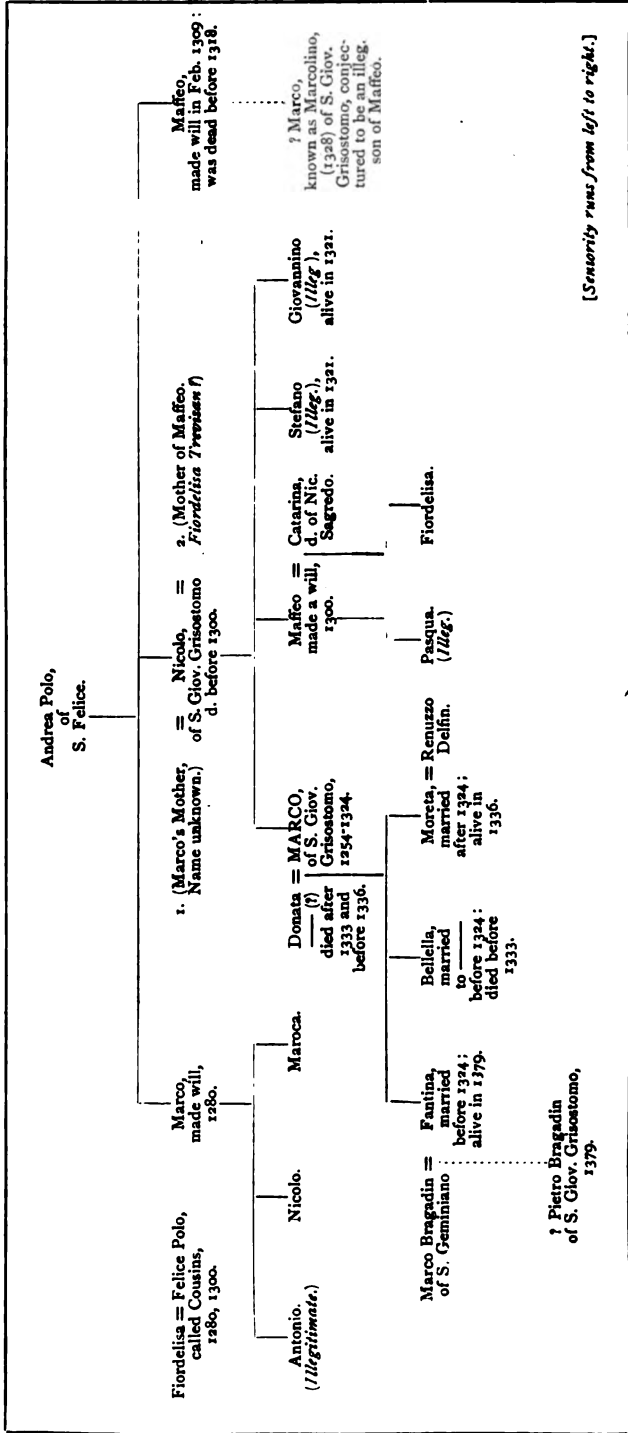 Andrea Polo,
of
S. Felice.
Fiordelisa = Felice Polo,
called Cousins,
1280, 1300.
Marco,
made will,
1280.
1. (Marco's Mother,
Name unknown.)
= Nicolo, =
of S. Giov. Grisostomo
d. before 1300.
2. (Mother of Maffeo.
Fiordelisa Trevisan?)
Maffeo,
made will in Feb. 1309:
was dead before 1318.
Antonio.
(Illegitimate.)
Nicolo.
Maroca.
Donata = MARCO,
—— (?)
died after
1333 and
before 1336.
of S. Giov.
Grisostomo,
1254-1324.
Maffeo =
made a will,
1300.
Catarina,
d. of Nic.
Sagredo.
Stefano
(Illeg.),
alive in 1321.
Giovannino
(Illeg),
alive in 1321.
? Marco,
known as Marcolino,
(1328) of S. Giov.
Grisostomo, conjec-
tured to be an illeg.
son of Maffeo.
Marco Bragadin =
of S. Geminiano
Fantina,
married
before 1324;
alive in 1379.
Bellella,
married
to ——
before 1324:
died before
1333.
Moreta, = Renuzzo
married
after 1324;
alive in
1336.
Delfin.
Pasqua.
(Illeg.)
Fiordelisa.
? Pietro Bragadin
of S. Giov. Grisostomo,
1379.
[Seniority runs from left to right.]